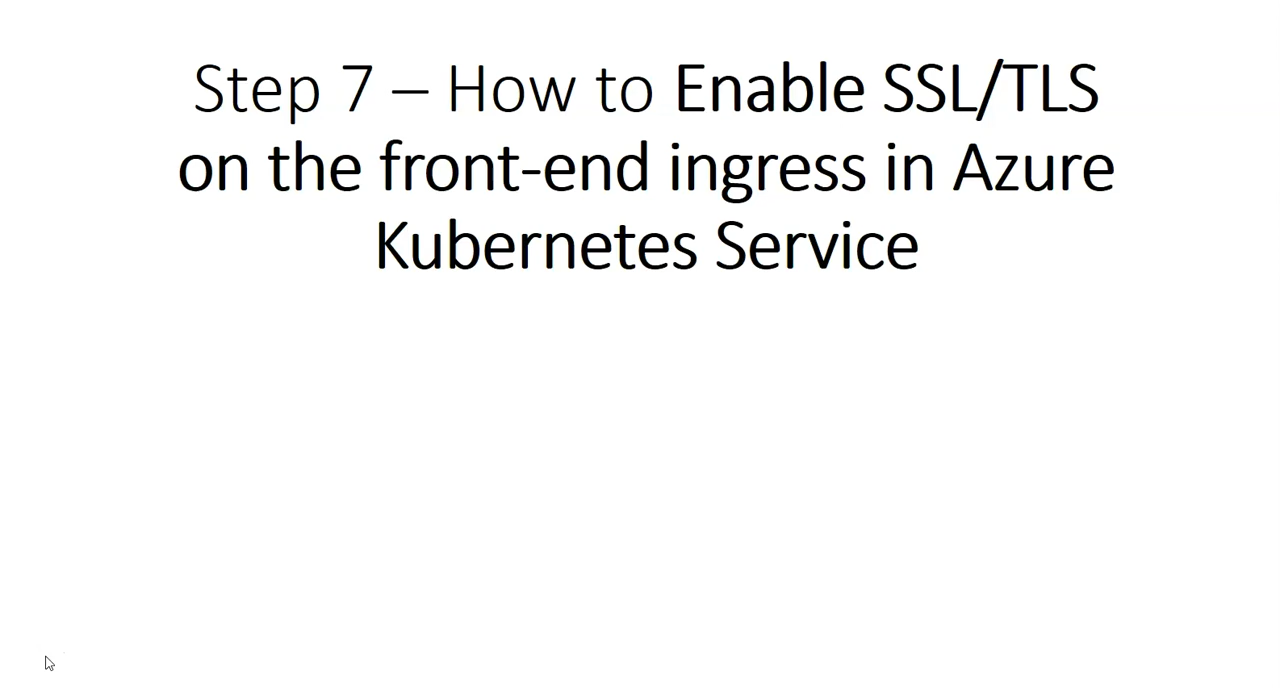 Step 7 – How to Enable SSL/TLS
on the front-end ingress in Azure
Kubernetes Service